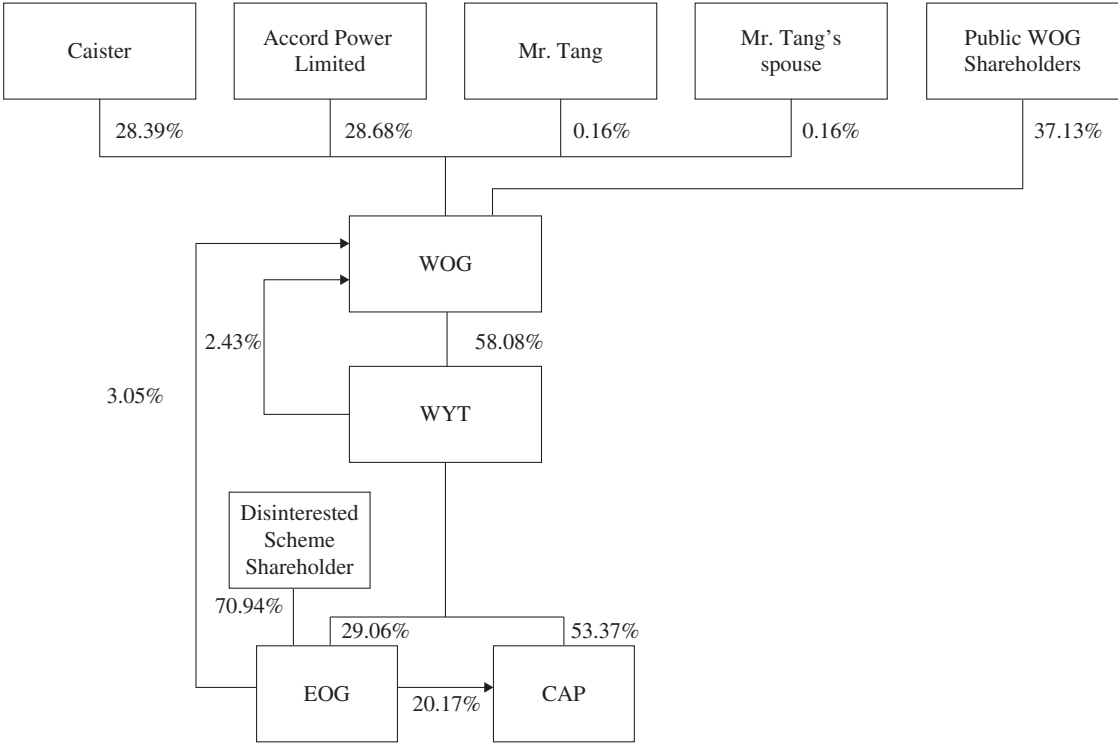 Caister
Accord Power
Limited
Mr. Tang
Mr. Tang’s
spouse
Public WOG
Shareholders
28.39%
28.68%
0.16%
0.16%
37.13%
WOG
2.43%
58.08%
3.05%
WYT
Disinterested
Scheme
Shareholder
70.94%
29.06%
53.37%
EOG
20.17%
CAP